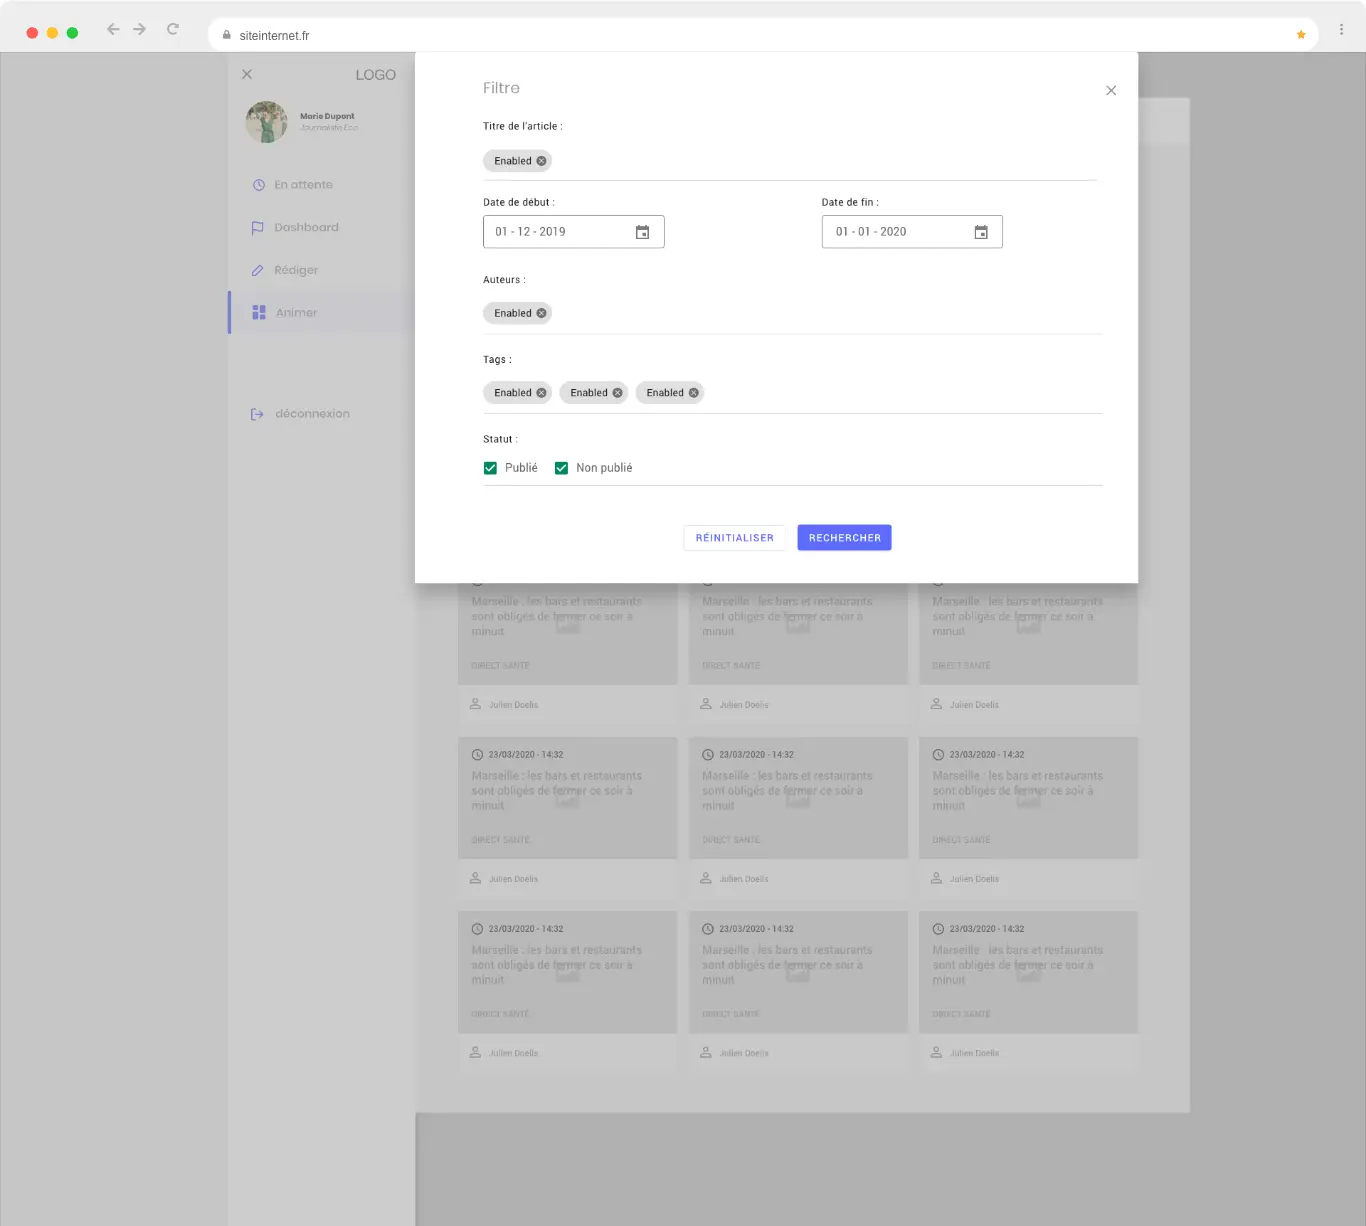 siteinternet.fr
LOGO
Marie Dupont
Journaliste Eco
En attente
Dashboard
Rédiger
Animer
déconnexion
Filtre
Titre de l'article :
Enabled
Date de début :
Date de fin :
01 - 12 - 2019
01 - 01 - 2020
Auteurs :
Enabled
Tags :
Enabled
Enabled
Enabled
Statut :
Publié
Non publié
RÉINITIALISER
RECHERCHER
Marseille : les bars et restaurants
sont obligés de fermer ce soir à
minuit
DIRECT SANTÉ
Julien Doelis
Marseille : les bars et restaurants
sont obligés de fermer ce soir à
minuit
DIRECT SANTÉ
Julien Doelis
Marseille : les bars et restaurants
sont obligés de fermer ce soir à
minuit
DIRECT SANTÉ
Julien Doelis
23/03/2020 - 14:32
Marseille : les bars et restaurants
sont obligés de fermer ce soir à
minuit
DIRECT SANTÉ
Julien Doelis
23/03/2020 - 14:32
Marseille : les bars et restaurants
sont obligés de fermer ce soir à
minuit
DIRECT SANTÉ
Julien Doelis
23/03/2020 - 14:32
Marseille : les bars et restaurants
sont obligés de fermer ce soir à
minuit
DIRECT SANTÉ
Julien Doelis
23/03/2020 - 14:32
Marseille : les bars et restaurants
sont obligés de fermer ce soir à
minuit
DIRECT SANTÉ
Julien Doelis
23/03/2020 - 14:32
Marseille : les bars et restaurants
sont obligés de fermer ce soir à
minuit
DIRECT SANTÉ
Julien Doelis
23/03/2020 - 14:32
Marseille : les bars et restaurants
sont obligés de fermer ce soir à
minuit
DIRECT SANTÉ
Julien Doelis